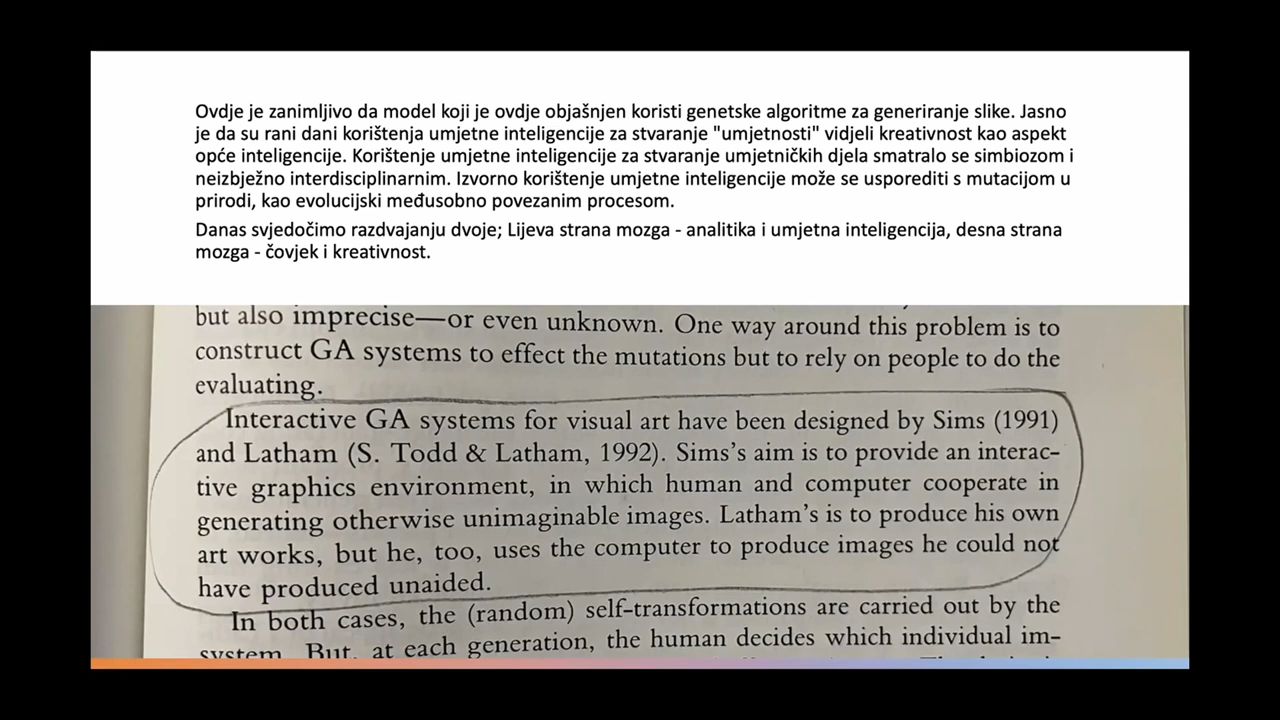 Ovdje je zanimljivo da model koji je ovdje objašnjen koristi genetske algoritme za generiranje slike. Jasno
je da su rani dani korištenja umjetne inteligencije za stvaranje "umjetnosti" vidjeli kreativnost kao aspekt
opće inteligencije. Korištenje umjetne inteligencije za stvaranje umjetničkih djela smatralo se simbiozom i
neizbježno interdisciplinarnim. Izvorno korištenje umjetne inteligencije može se usporediti s mutacijom u
prirodi, kao evolucijski međusobno povezanim procesom.
Danas svjedočimo razdvajanju dvoje; Lijeva strana mozga - analitika i umjetna inteligencija, desna strana
mozga - čovjek i kreativnost.
but also imprecise—or even unknown. One way around this problem is to
construct GA systems to effect the mutations but to rely on people to do the
evaluating.
Interactive GA systems for visual art have been designed by Sims (1991)
and Latham (S. Todd & Latham, 1992). Sims's aim is to provide an interac-
tive graphics environment, in which human and computer cooperate in
generating otherwise unimaginable images. Latham's is to produce his own
art works, but he, too, uses the computer to produce images he could not
have produced unaided.
In both cases, the (random) self-transformations are carried out by the
system. But, at each generation, the human decides which individual im-